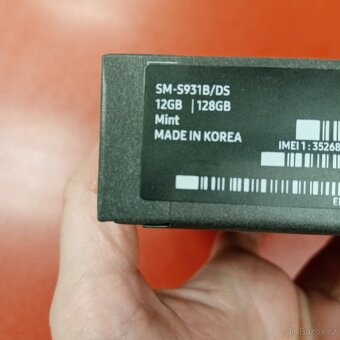 SM-S931B/DS
12GB | 128GB
Mint
MADE IN KOREA
IMEI 1 : 35268